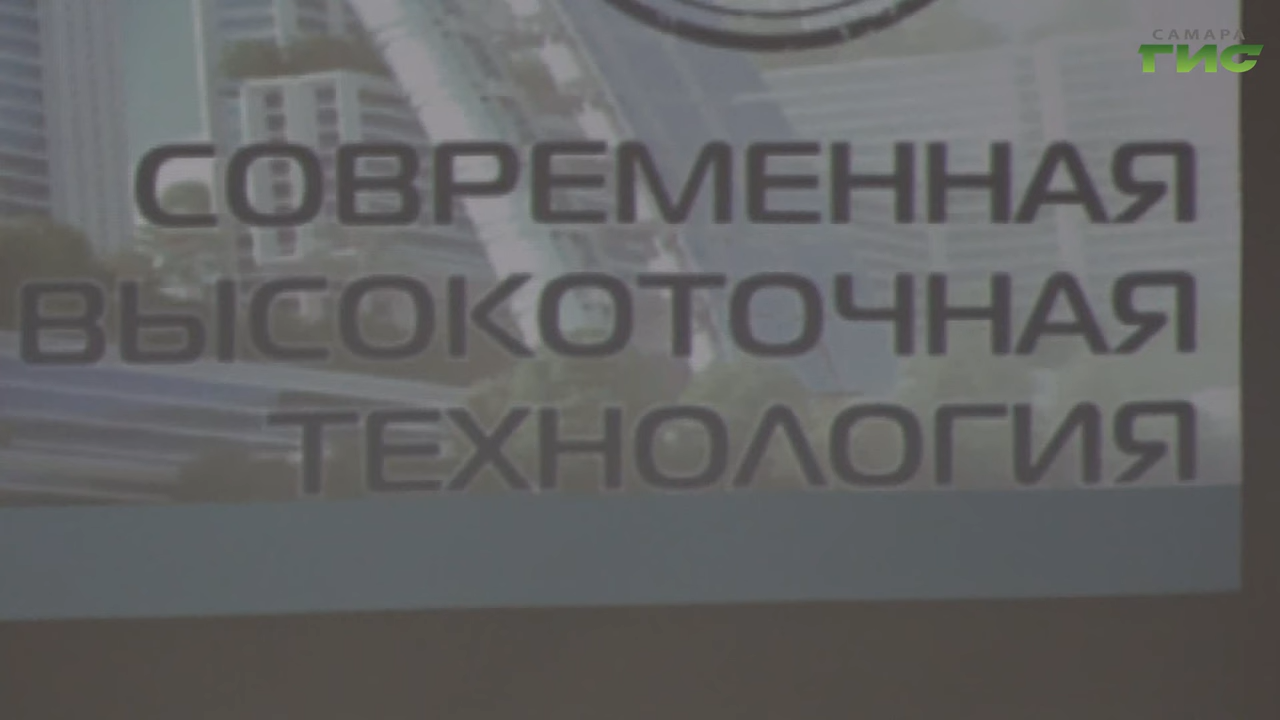 САМАРА
ГИС
СОВРЕМЕННАЯ
ВЫСОКОТОЧНАЯ
ТЕХНОЛОГИЯ